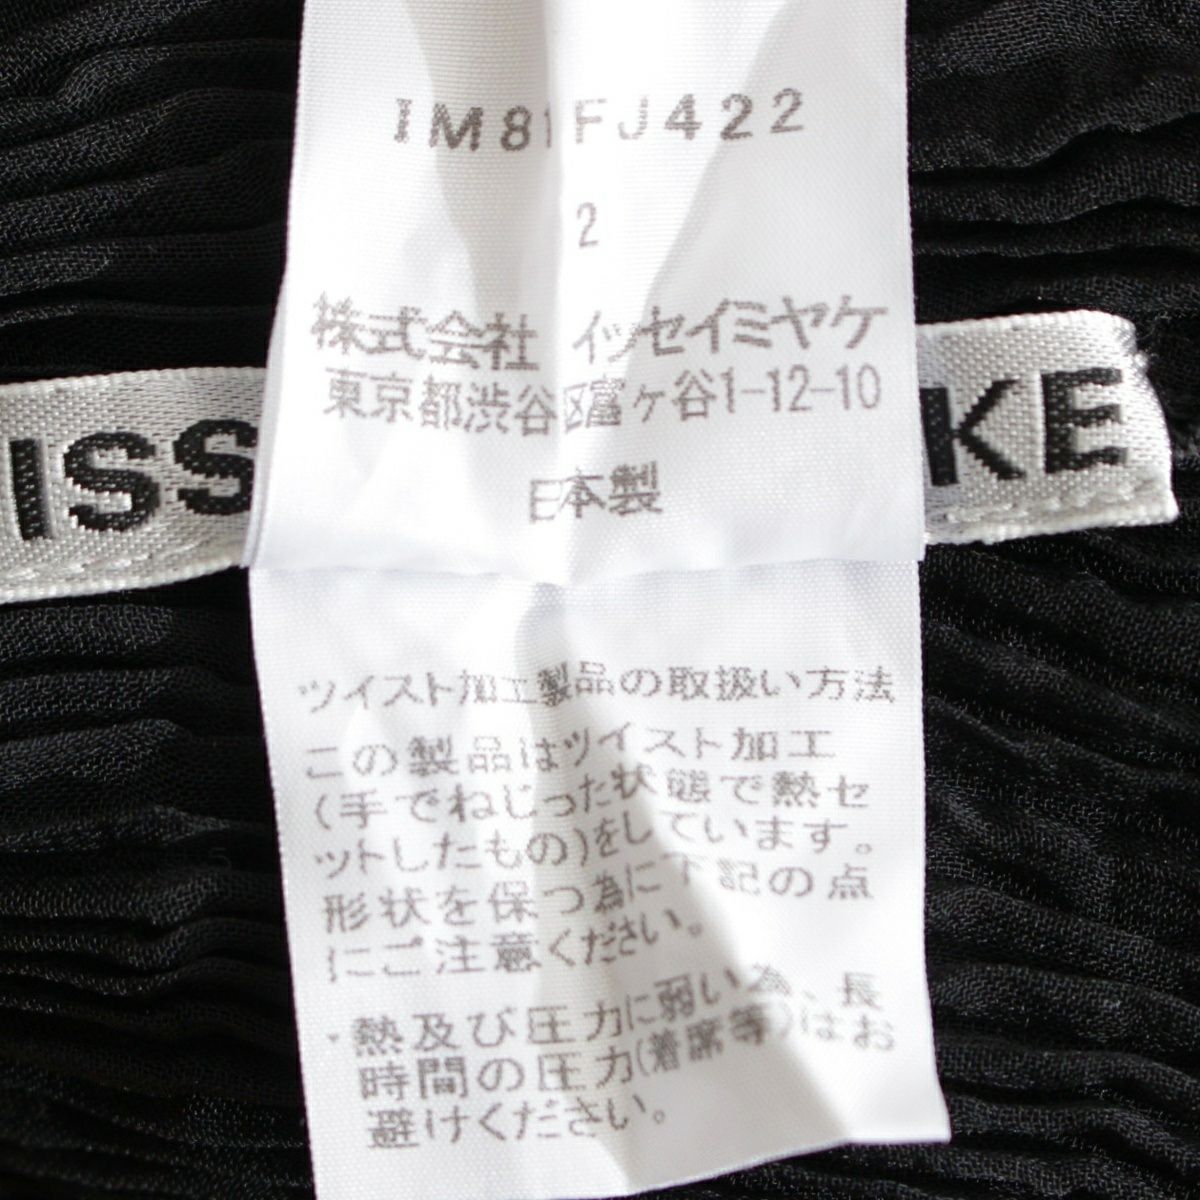 IM81FJ422
2
株式会社 イッセイミヤケ
東京都渋谷区富ヶ谷1-12-10
日本製
ISS
KE
ツイスト加工製品の取扱い方法
この製品はツイスト加工
(手でねじった状態で熱セ
ットしたもの)をしています。
形状を保つ為に下記の点
にご注意ください。
・熱及び圧力に弱い為、長
時間の圧力(着席等)はお
避けください。